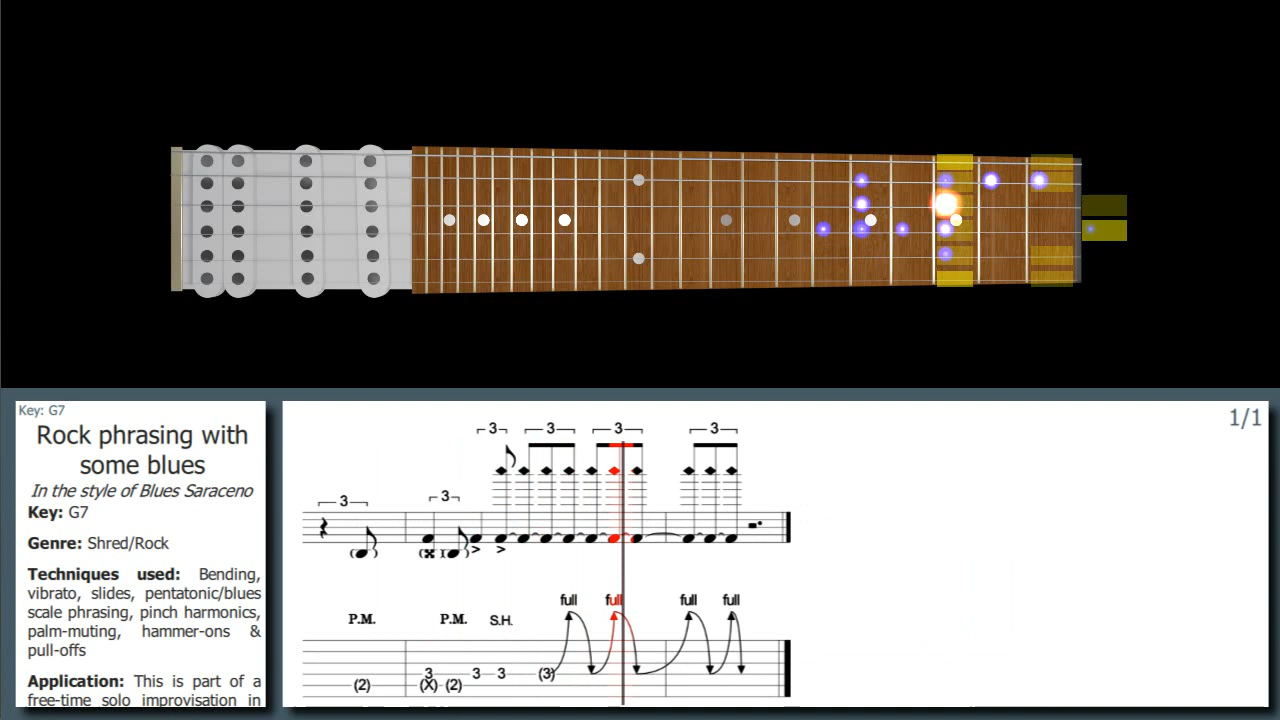 Key: G7
Rock phrasing with
some blues
In the style of Blues Saraceno
Key: G7
Genre: Shred/Rock
Techniques used: Bending,
vibrato, slides, pentatonic/blues
scale phrasing, pinch harmonics,
palm-muting, hammer-ons &
pull-offs
Application: This is part of a
free-time solo improvisation in
1/1
3 3 3 3
3 3
full full full full
P.M. P.M. S.H.
3 3 3 (3)
(2) (X) (2)